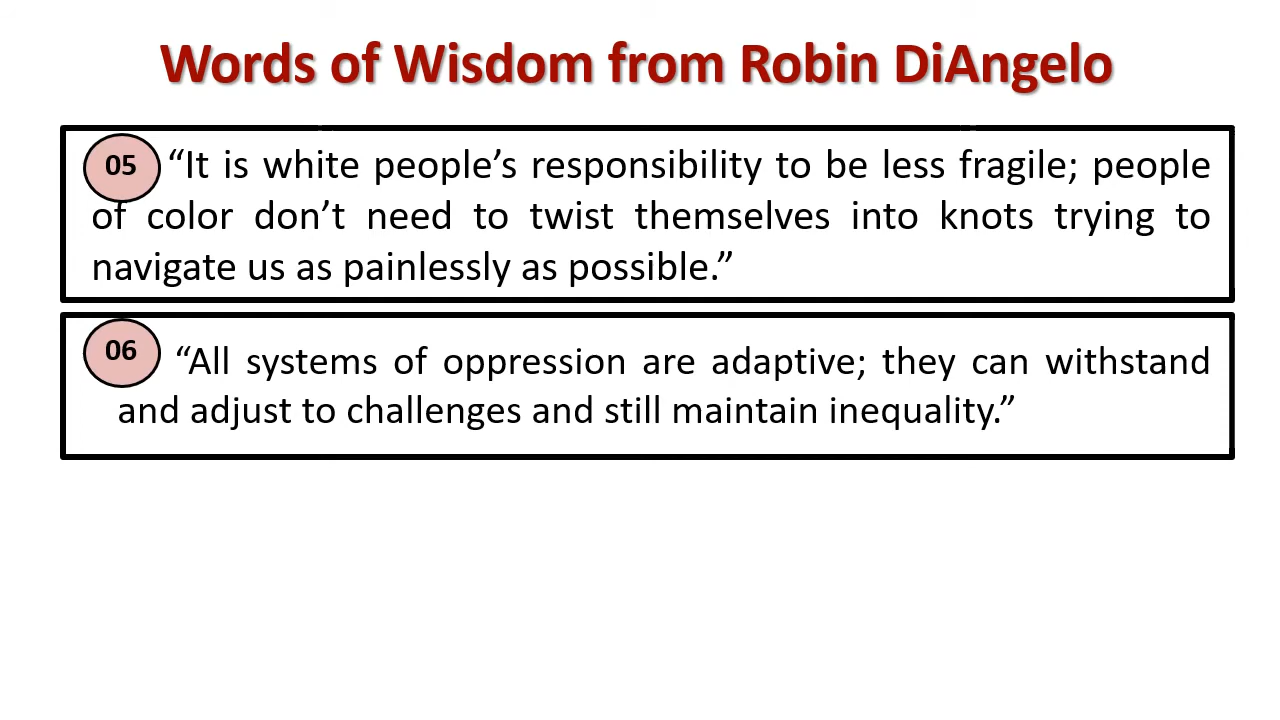 Words of Wisdom from Robin DiAngelo
05 “It is white people’s responsibility to be less fragile; people
of color don’t need to twist themselves into knots trying to
navigate us as painlessly as possible.”
06 “All systems of oppression are adaptive; they can withstand
and adjust to challenges and still maintain inequality.”